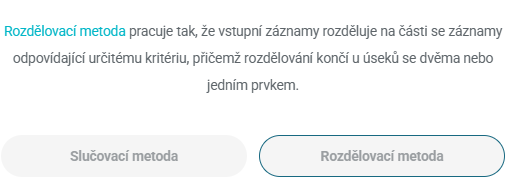 Rozdělovací metoda pracuje tak, že vstupní záznamy rozděluje na části se záznamy
odpovídající určitému kritériu, přičemž rozdělování končí u úseků se dvěma nebo
jedním prvkem.
Slučovací metoda
Rozdělovací metoda